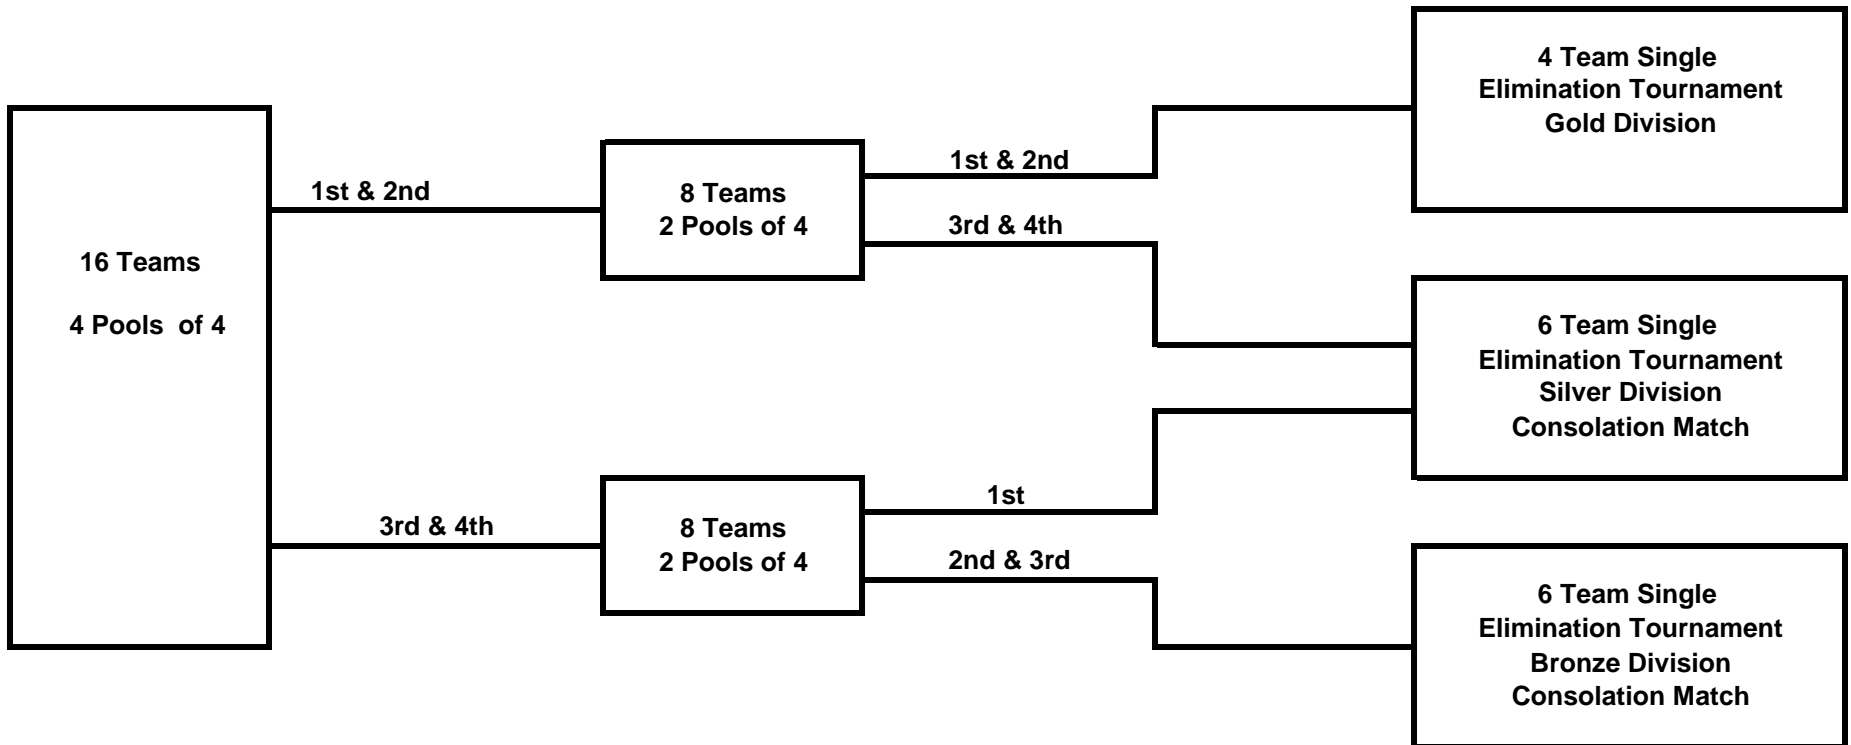 16 Teams
4 Pools of 4
1st & 2nd
3rd & 4th
8 Teams
2 Pools of 4
8 Teams
2 Pools of 4
1st & 2nd
3rd & 4th
1st
2nd & 3rd
4 Team Single
Elimination Tournament
Gold Division
6 Team Single
Elimination Tournament
Silver Division
Consolation Match
6 Team Single
Elimination Tournament
Bronze Division
Consolation Match